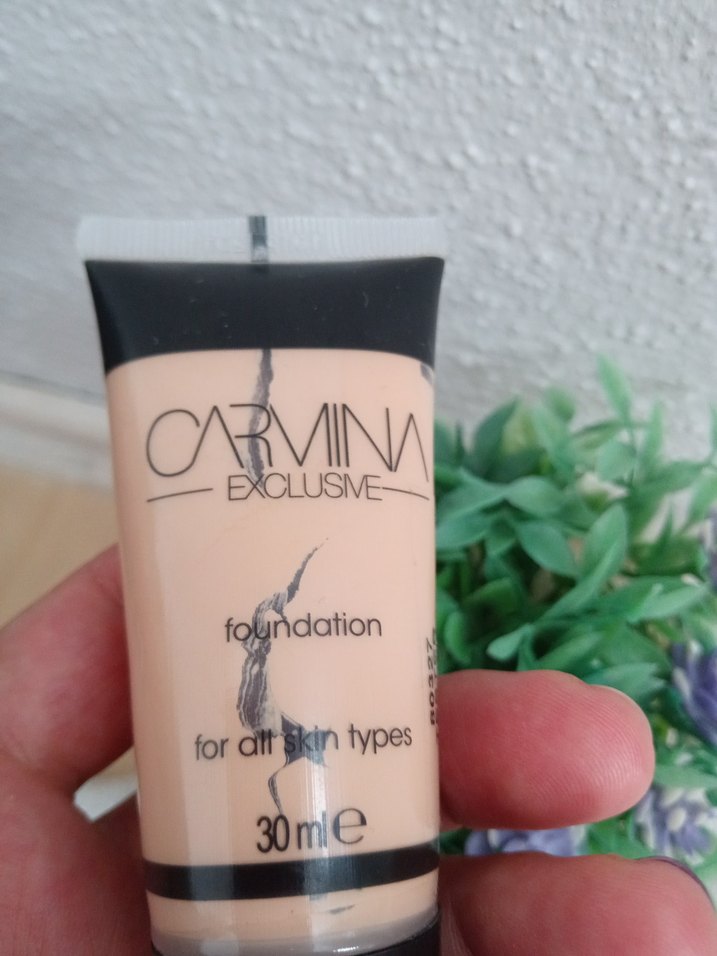 CARMINA
EXCLUSIVE
foundation
for all skin types
30 ml e